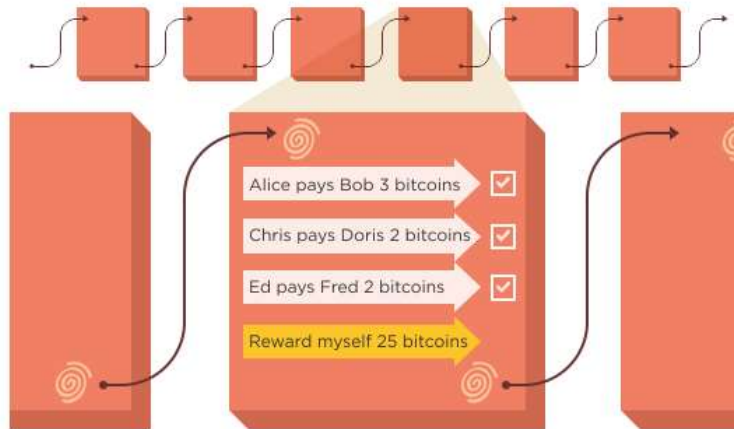 Alice pays Bob 3 bitcoins
Chris pays Doris 2 bitcoins
Ed pays Fred 2 bitcoins
Reward myself 25 bitcoins